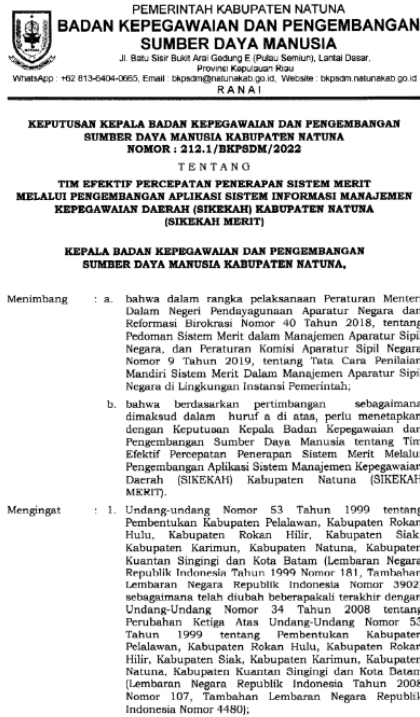 PEMERINTAH KABUPATEN NATUNA
BADAN KEPEGAWAIAN DAN PENGEMBANGAN
SUMBER DAYA MANUSIA
Jl. Batu Sisir Bukit Arai Gedung E (Pulau Semiun), Lantai Dasar,
Provinsi Kepulauan Riau
WhatsApp : +62 813-6404-0665, Email : bkpsdm@natunakab.go.id, Website : bkpsdm.natunakab.go.id
R A N A I
KEPUTUSAN KEPALA BADAN KEPEGAWAIAN DAN PENGEMBANGAN
SUMBER DAYA MANUSIA KABUPATEN NATUNA
NOMOR : 212.1/BKPSDM/2022
T E N T A N G
TIM EFEKTIF PERCEPATAN PENERAPAN SISTEM MERIT
MELALUI PENGEMBANGAN APLIKASI SISTEM INFORMASI MANAJEMEN
KEPEGAWAIAN DAERAH (SIKEKAH) KABUPATEN NATUNA
(SIKEKAH MERIT)
KEPALA BADAN KEPEGAWAIAN DAN PENGEMBANGAN
SUMBER DAYA MANUSIA KABUPATEN NATUNA,
Menimbang : a. bahwa dalam rangka pelaksanaan Peraturan Menteri
Dalam Negeri Pendayagunaan Aparatur Negara dan
Reformasi Birokrasi Nomor 40 Tahun 2018, tentang
Pedoman Sistem Merit dalam Manajemen Aparatur Sipil
Negara, dan Peraturan Komisi Aparatur Sipil Negara
Nomor 9 Tahun 2019, tentang Tata Cara Penilaian
Mandiri Sistem Merit Dalam Manajemen Aparatur Sipil
Negara di Lingkungan Instansi Pemerintah;
b. bahwa berdasarkan pertimbangan sebagaimana
dimaksud dalam huruf a di atas, perlu menetapkan
dengan Keputusan Kepala Badan Kepegawaian dan
Pengembangan Sumber Daya Manusia tentang Tim
Efektif Percepatan Penerapan Sistem Merit Melalui
Pengembangan Aplikasi Sistem Manajemen Kepegawaian
Daerah (SIKEKAH) Kabupaten Natuna (SIKEKAH
MERIT).
Mengingat : 1. Undang-undang Nomor 53 Tahun 1999 tentang
Pembentukan Kabupaten Pelalawan, Kabupaten Rokan
Hulu, Kabupaten Rokan Hilir, Kabupaten Siak,
Kabupaten Karimun, Kabupaten Natuna, Kabupaten
Kuantan Singingi dan Kota Batam (Lembaran Negara
Republik Indonesia Tahun 1999 Nomor 181, Tambahan
Lembaran Negara Republik Indonesia Nomor 3902)
sebagaimana telah diubah beberapakali terakhir dengan
Undang-Undang Nomor 34 Tahun 2008 tentang
Perubahan Ketiga Atas Undang-Undang Nomor 53
Tahun 1999 tentang Pembentukan Kabupaten
Pelalawan, Kabupaten Rokan Hulu, Kabupaten Rokan
Hilir, Kabupaten Siak, Kabupaten Karimun, Kabupaten
Natuna, Kabupaten Kuantan Singingi dan Kota Batam
(Lembaran Negara Republik Indonesia Tahun 2008
Nomor 107, Tambahan Lembaran Negara Republik
Indonesia Nomor 4480);